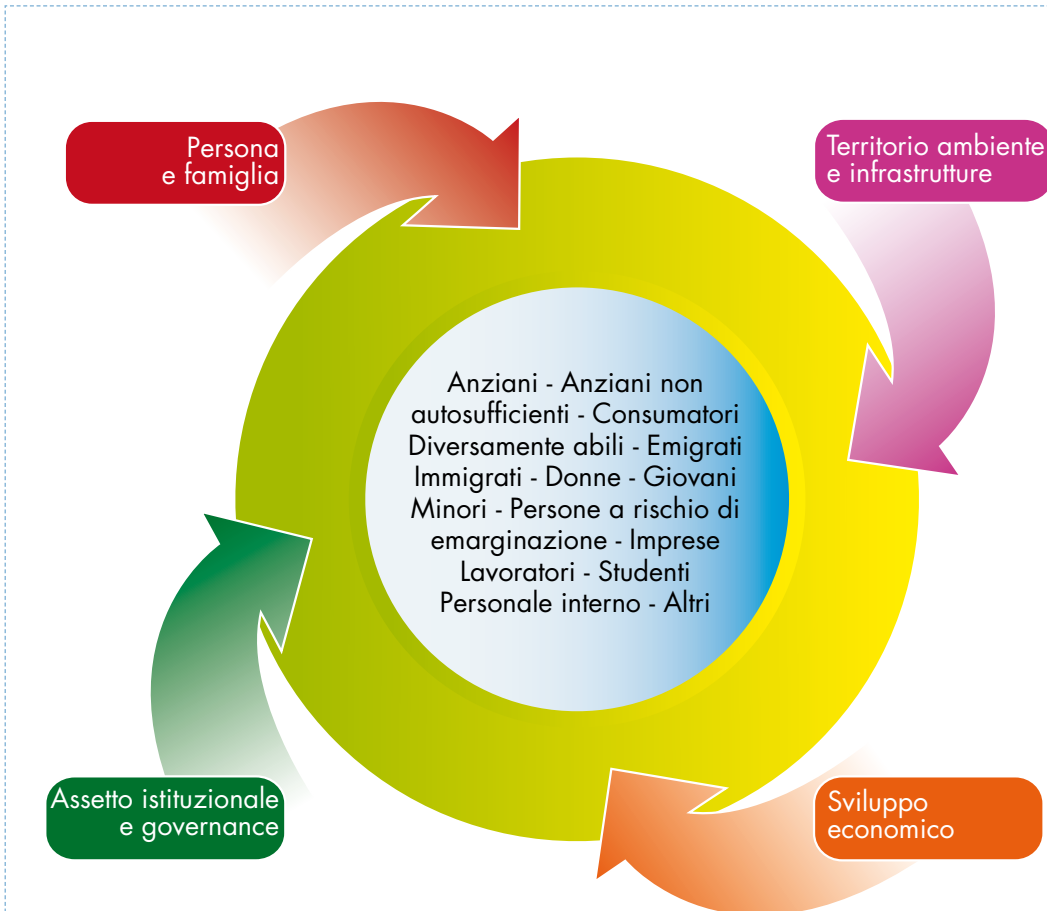 Persona
e famiglia
Territorio ambiente
e infrastrutture
Anziani - Anziani non
autosufficienti - Consumatori
Diversamente abili - Emigrati
Immigrati - Donne - Giovani
Minori - Persone a rischio di
emarginazione - Imprese
Lavoratori - Studenti
Personale interno - Altri
Assetto istituzionale
e governance
Sviluppo
economico